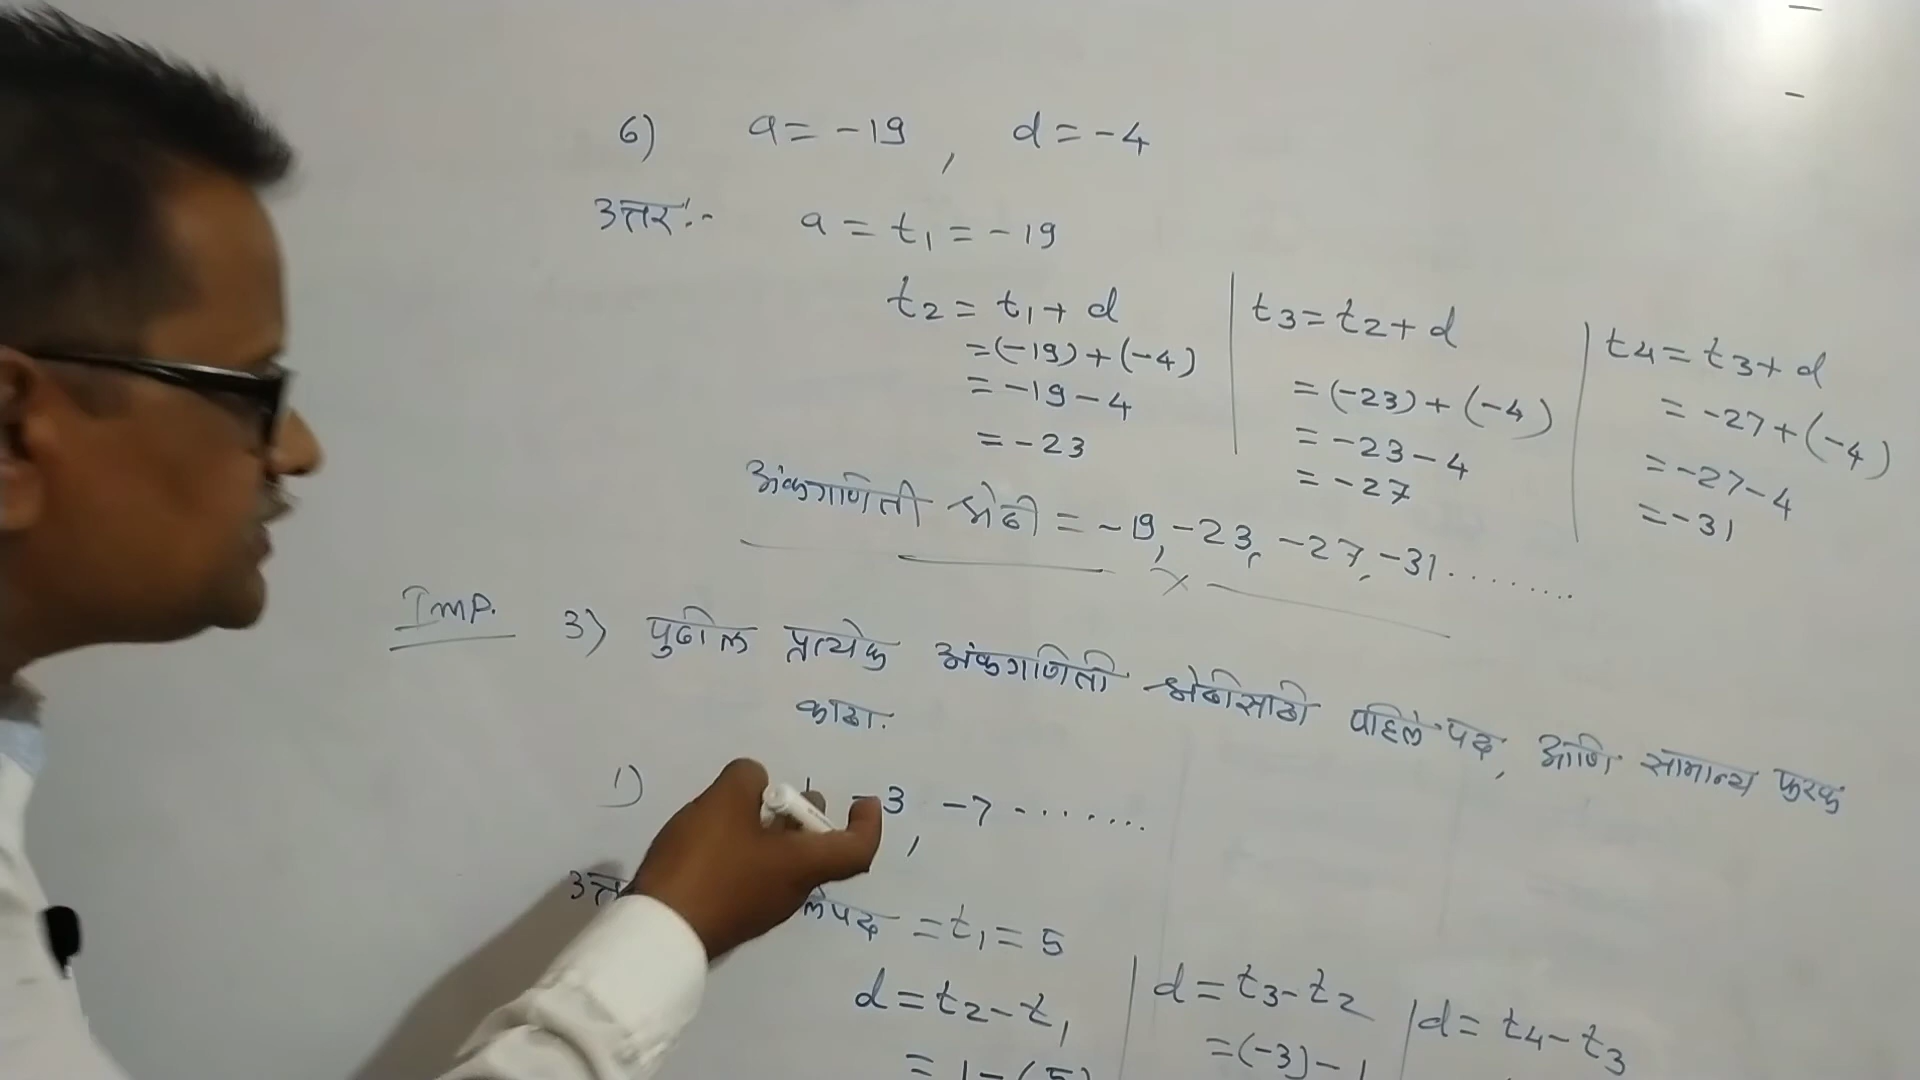 6) a = -19 , d = -4
उत्तर:- a = t1 = -19
t2 = t1 + d
= (-19) + (-4)
= -19 - 4
= -23
t3 = t2 + d
= (-23) + (-4)
= -23 - 4
= -27
t4 = t3 + d
= -27 + (-4)
= -27 - 4
= -31
अंकगणिती श्रेढी = -19, -23, -27, -31........
Imp. 3) पुढील प्रत्येक अंकगणिती श्रेढीसाठी पहिले पद, आणि सामान्य फरक
काढा.
1) -3, -7 .......
= t1 = 5
d = t2 - t1
= 1 - (5)
d = t3 - t2
= (-3) - 1
d = t4 - t3